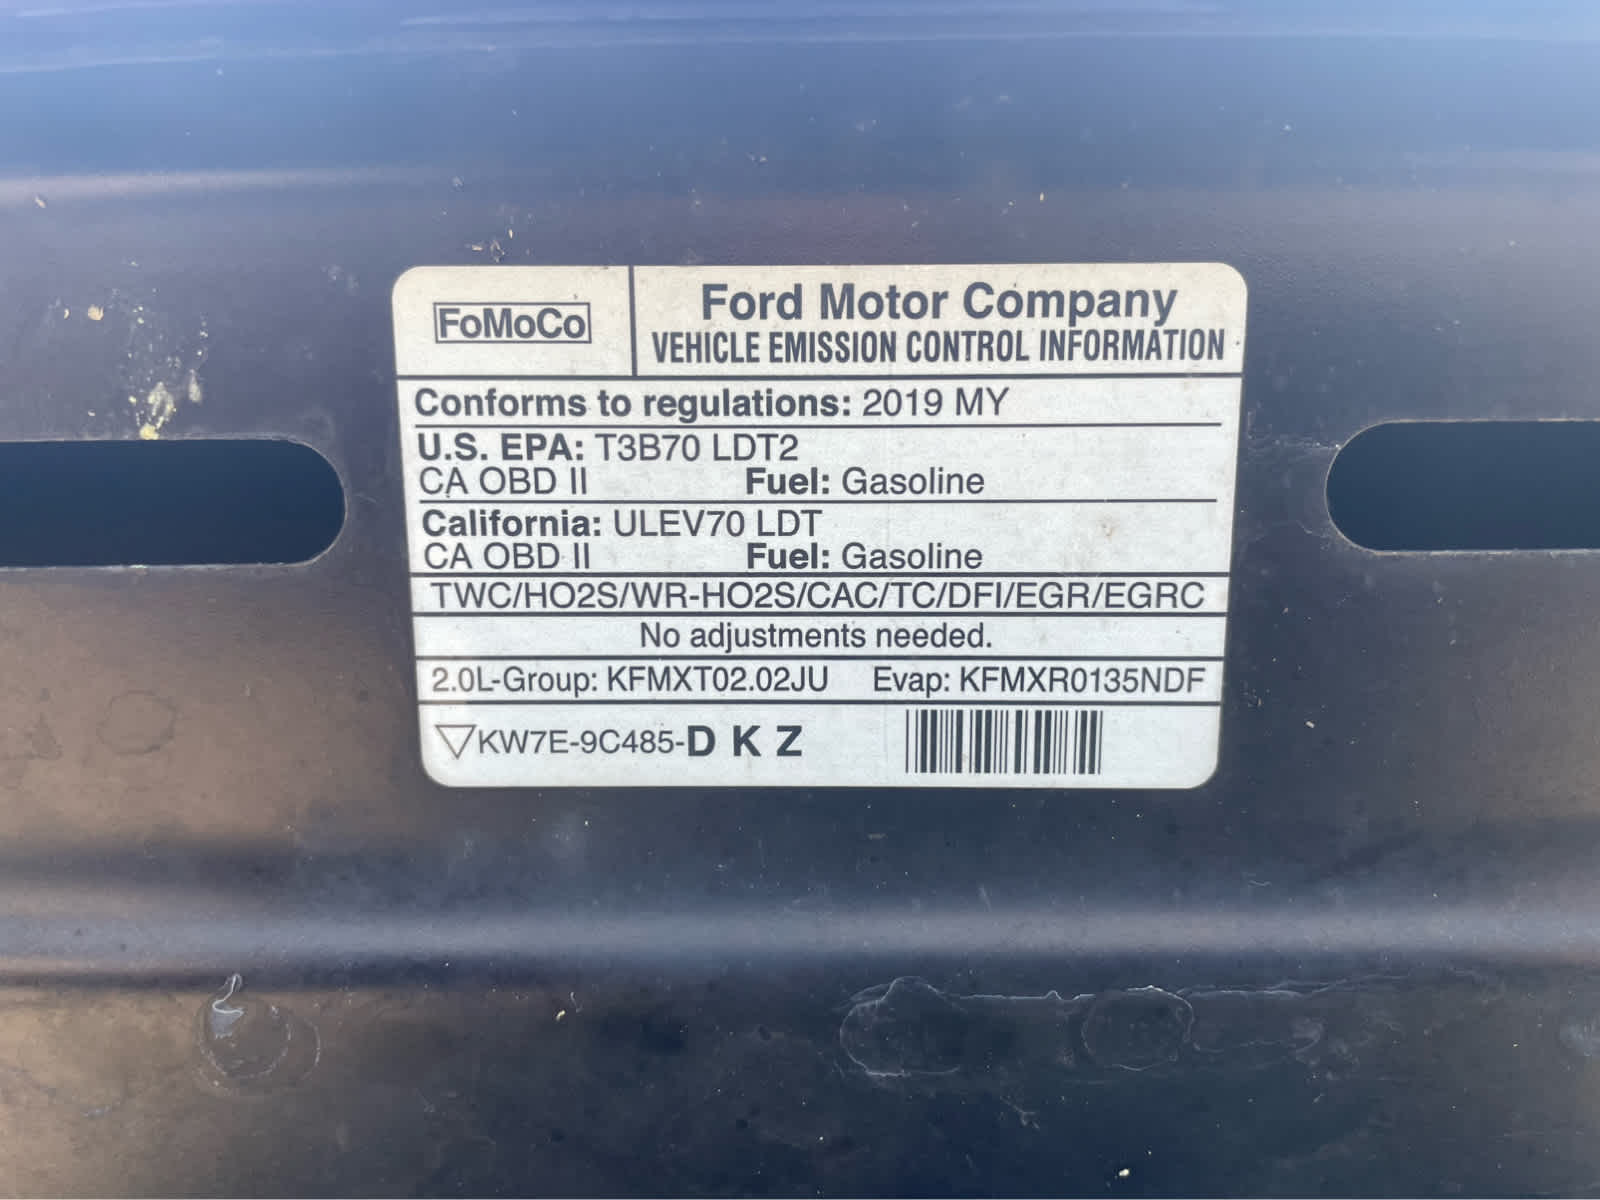 FoMoCo
Ford Motor Company
VEHICLE EMISSION CONTROL INFORMATION
Conforms to regulations: 2019 MY
U.S. EPA: T3B70 LDT2
CA OBD II Fuel: Gasoline
California: ULEV70 LDT
CA OBD II Fuel: Gasoline
TWC/HO2S/WR-HO2S/CAC/TC/DFI/EGR/EGRC
No adjustments needed.
2.0L-Group: KFMXT02.02JU Evap: KFMXR0135NDF
KW7E-9C485-D K Z